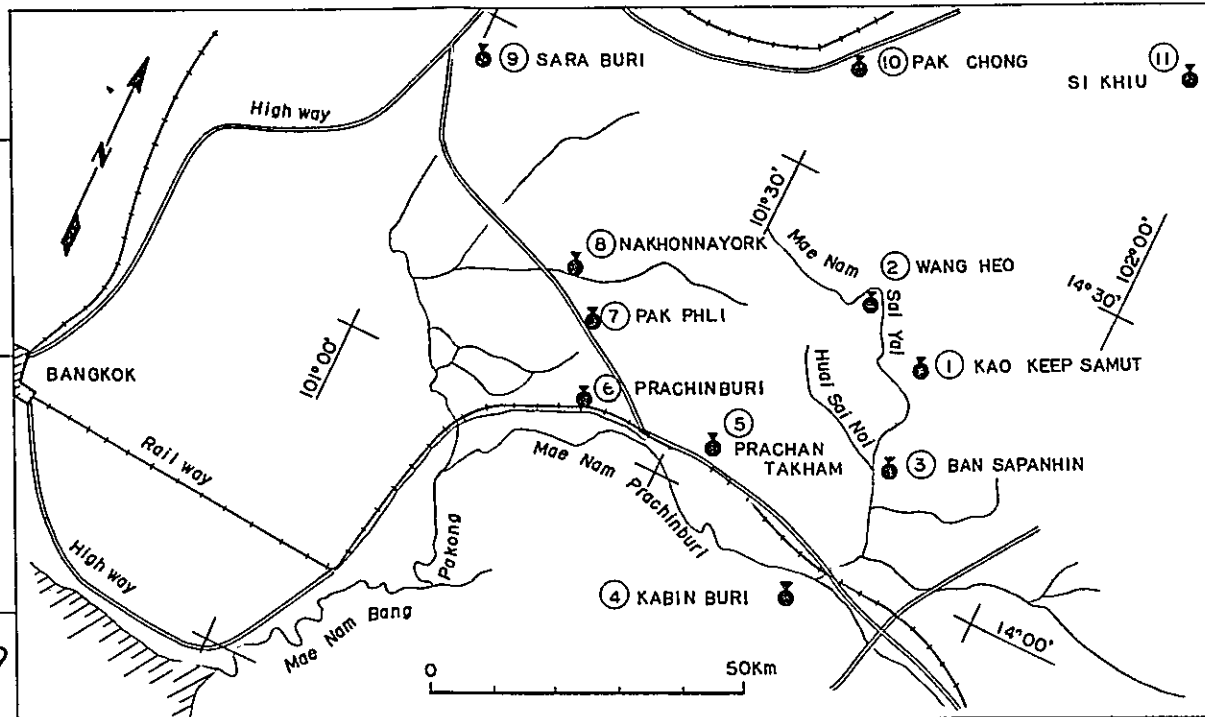 ⑨ SARA BURI
⑩ PAK CHONG
⑪
SI KHIU
High way
N
101°30'
⑧ NAKHONNAYORK
Mae Nam
Sai Yai
② WANG HEO
102°00'
14°30'
⑦ PAK PHLI
① KAO KEEP SAMUT
BANGKOK
101°00'
⑥ PRACHINBURI
Huai Sai Noi
⑤
PRACHAN
TAKHAM
③ BAN SAPANHIN
Rail way
Mae Nam Prachinburi
High way
Pakong
④ KABIN BURI
Mae Nam Bang
14°00'
0 50Km